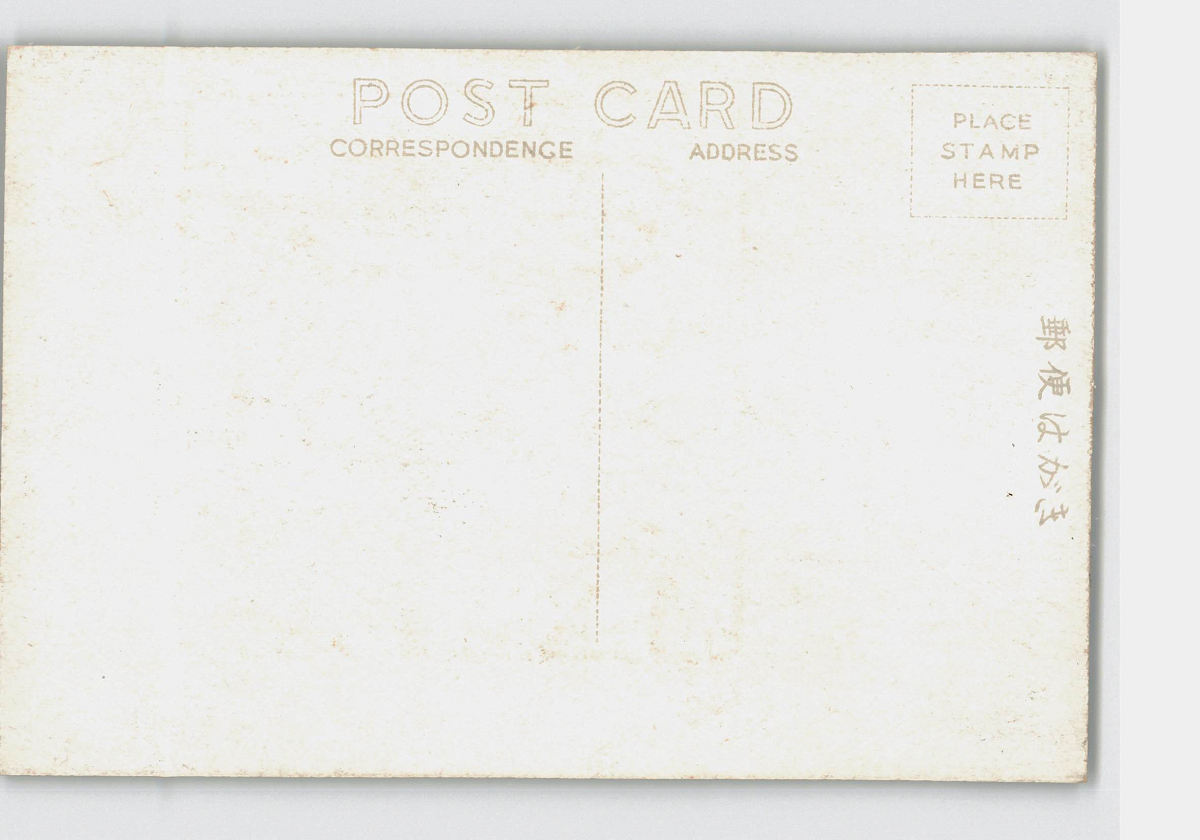 POST CARD
CORRESPONDENCE ADDRESS
PLACE
STAMP
HERE
郵便はがき